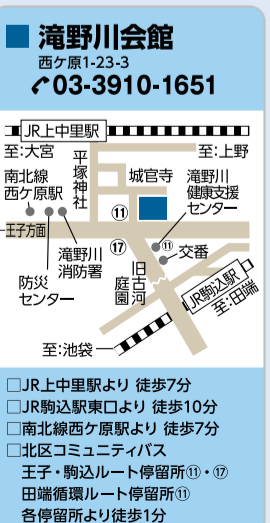 滝野川会館
西ケ原1-23-3
03-3910-1651
JR上中里駅
至:大宮
至:上野
平塚神社
城官寺
南北線
西ケ原駅
滝野川
健康支援
センター
⑪
王子方面
⑰
⑪
交番
滝野川
消防署
旧古河
庭園
防災
センター
JR駒込駅
至:田端
至:池袋
□JR上中里駅より 徒歩7分
□JR駒込駅東口より 徒歩10分
□南北線西ケ原駅より 徒歩7分
□北区コミュニティバス
王子・駒込ルート停留所⑪・⑰
田端循環ルート停留所⑪
各停留所より徒歩1分